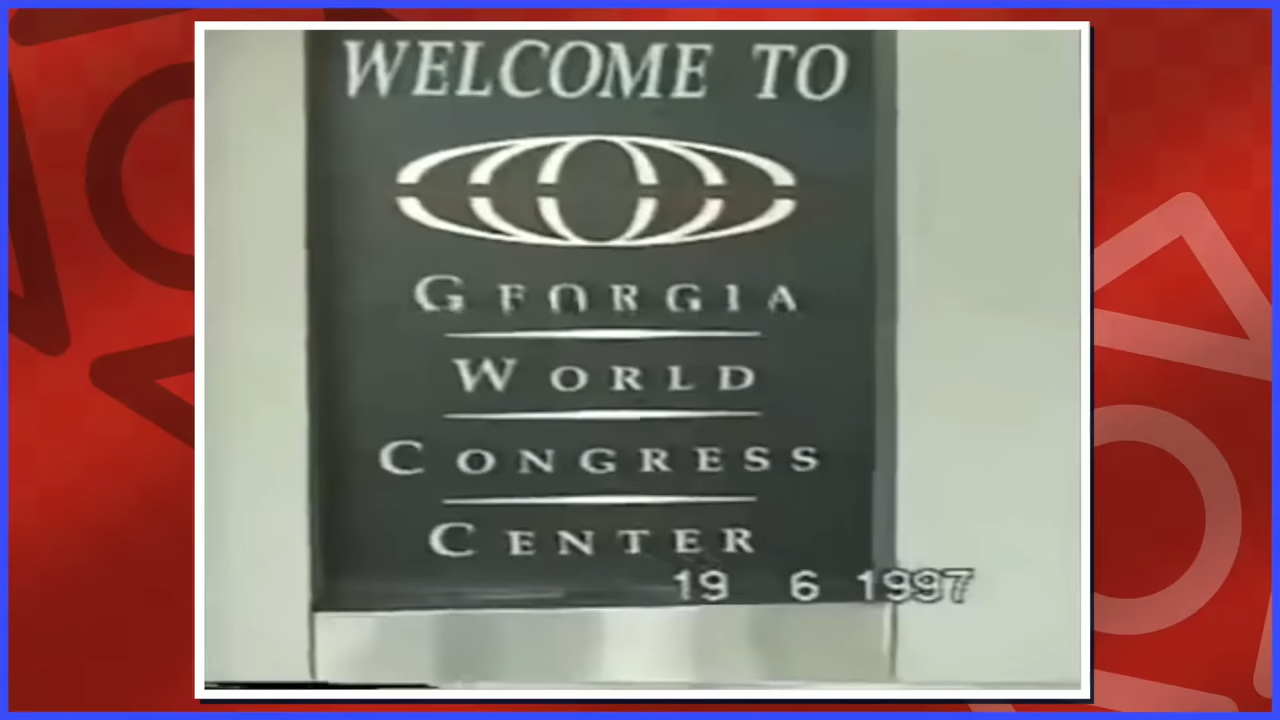 WELCOME TO
GEORGIA
WORLD
CONGRESS
CENTER
19 6 1997